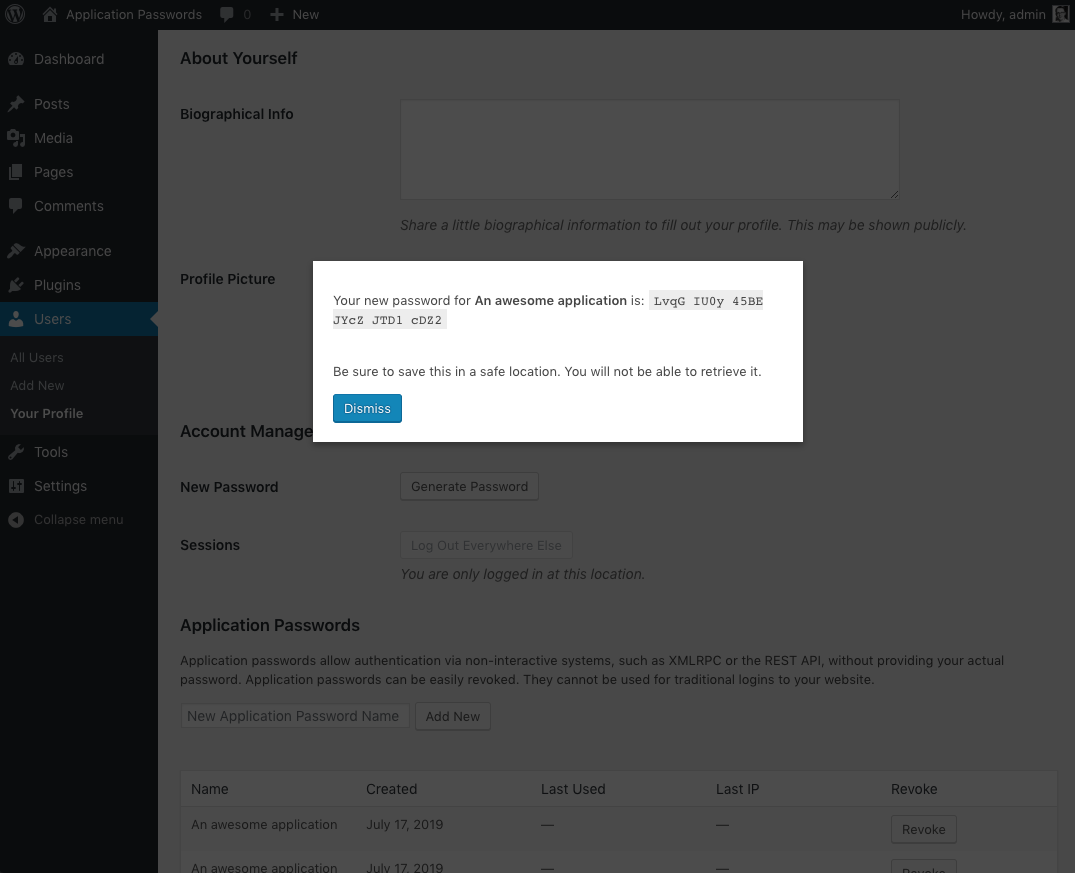 Application Passwords 0 New Howdy, admin
Dashboard
Posts
Media
Pages
Comments
Appearance
Plugins
Users
All Users
Add New
Your Profile
Tools
Settings
Collapse menu
About Yourself
Biographical Info
Share a little biographical information to fill out your profile. This may be shown publicly.
Profile Picture
Your new password for An awesome application is: LvqG IU0y 45BE
JYcZ JTD1 cDZ2
Be sure to save this in a safe location. You will not be able to retrieve it.
Dismiss
Account Manage
New Password Generate Password
Sessions Log Out Everywhere Else
You are only logged in at this location.
Application Passwords
Application passwords allow authentication via non-interactive systems, such as XMLRPC or the REST API, without providing your actual
password. Application passwords can be easily revoked. They cannot be used for traditional logins to your website.
New Application Password Name Add New
Name Created Last Used Last IP Revoke
An awesome application July 17, 2019 — — Revoke
An awesome application July 17, 2019 — — Revoke